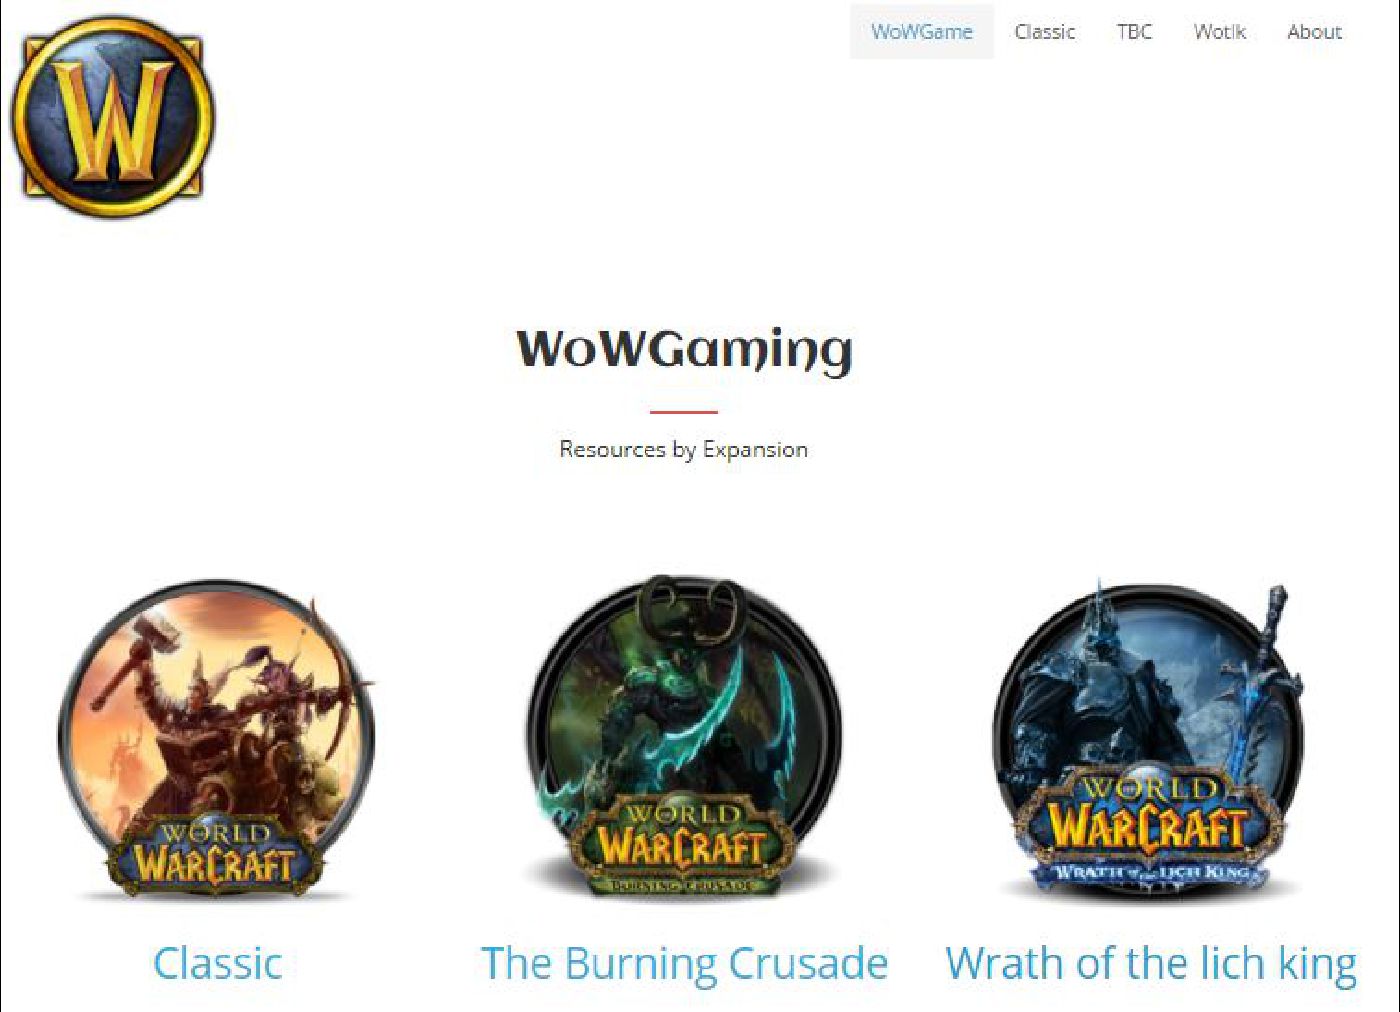 WoWGame Classic TBC Wotlk About
W
WoWGaming
Resources by Expansion
WORLD
WARCRAFT
WORLD
WARCRAFT
BURNING CRUSADE
WORLD
WARCRAFT
WRATH OF THE LICH KING
Classic
The Burning Crusade
Wrath of the lich king